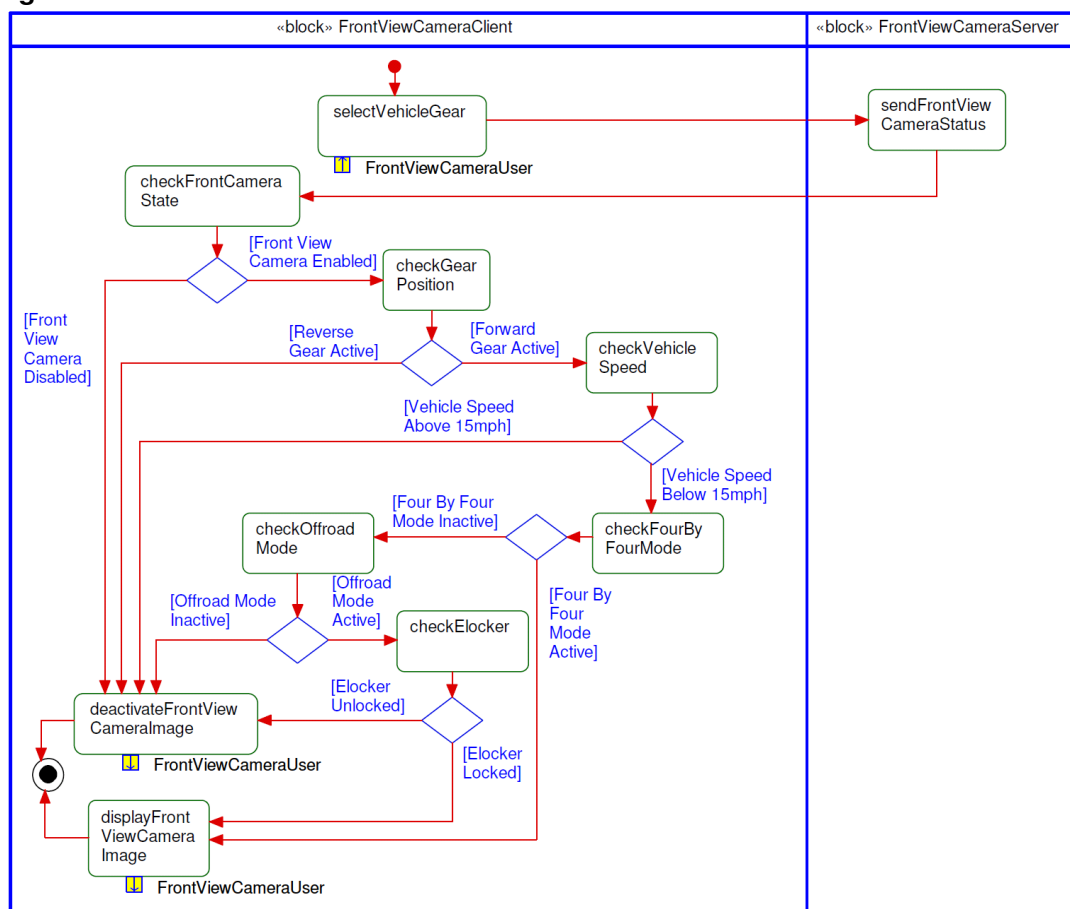 «block» FrontViewCameraClient
«block» FrontViewCameraServer
selectVehicleGear
FrontViewCameraUser
sendFrontView
CameraStatus
checkFrontCamera
State
[Front View
Camera Enabled]
checkGear
Position
[Front
View
Camera
Disabled]
[Reverse
Gear Active]
[Forward
Gear Active]
checkVehicle
Speed
[Vehicle Speed
Above 15mph]
[Vehicle Speed
Below 15mph]
[Four By Four
Mode Inactive]
checkOffroad
Mode
checkFourBy
FourMode
[Offroad Mode
Inactive]
[Offroad
Mode
Active]
checkElocker
[Four By
Four
Mode
Active]
[Elocker
Unlocked]
deactivateFrontView
CameraImage
FrontViewCameraUser
[Elocker
Locked]
displayFront
ViewCamera
Image
FrontViewCameraUser